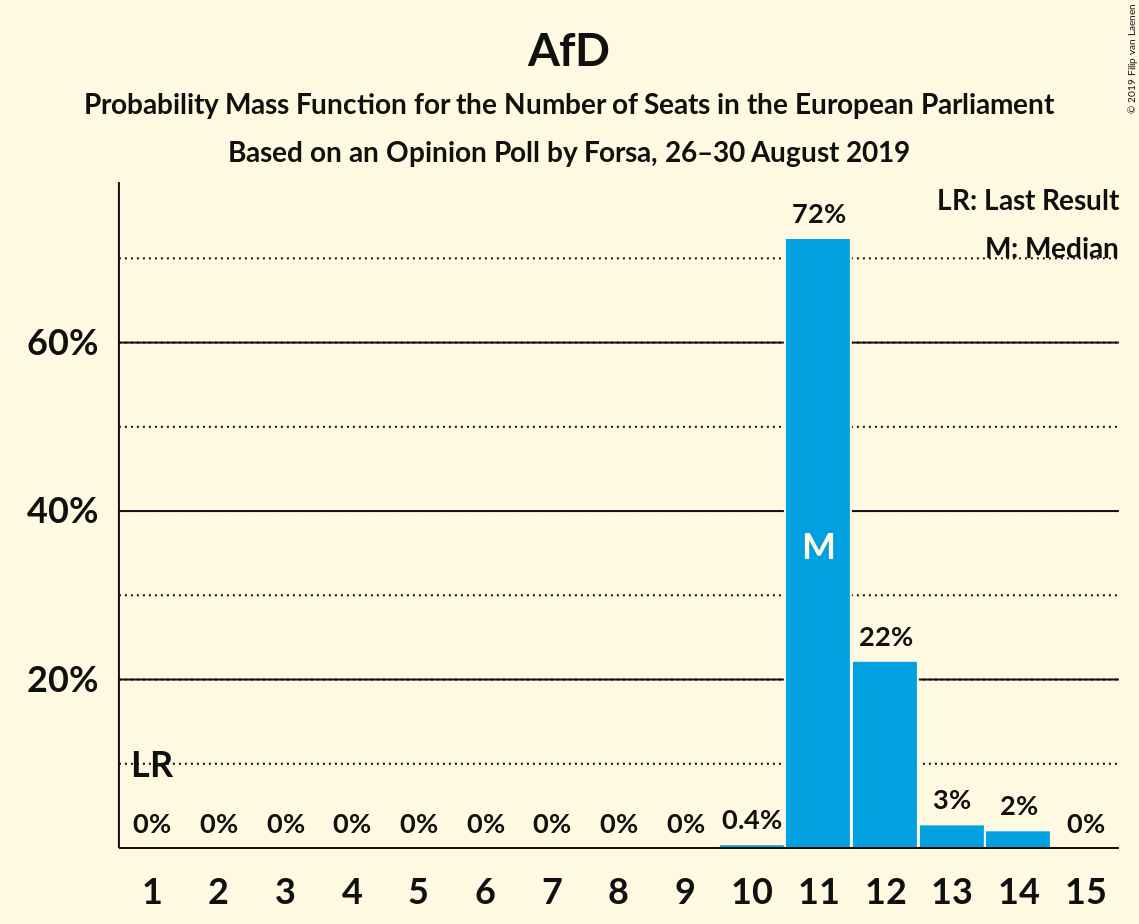 AfD
Probability Mass Function for the Number of Seats in the European Parliament
Based on an Opinion Poll by Forsa, 26–30 August 2019
© 2019 Filip van Laenen
LR: Last Result
M: Median
72%
60%
40%
M
22%
20%
LR
0% 0% 0% 0% 0% 0% 0% 0% 0% 0.4% 3% 2% 0%
1 2 3 4 5 6 7 8 9 10 11 12 13 14 15